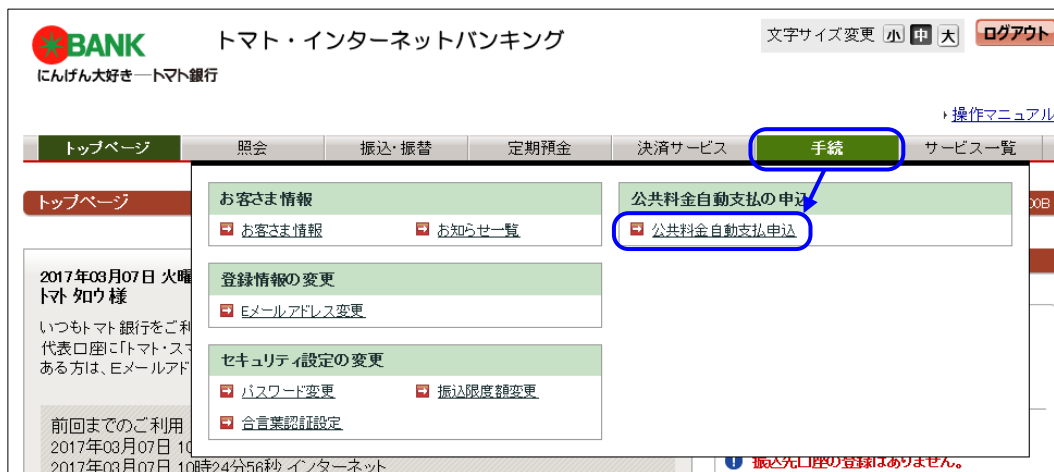 BANK
にんげん大好き―トマト銀行
トマト・インターネットバンキング
文字サイズ変更 小 中 大 ログアウト
操作マニュアル
トップページ 照会 振込・振替 定期預金 決済サービス 手続 サービス一覧
トップページ
お客さま情報
お客さま情報 お知らせ一覧
登録情報の変更
Eメールアドレス変更
セキュリティ設定の変更
パスワード変更 振込限度額変更
合言葉認証設定
公共料金自動支払の申込
公共料金自動支払申込
2017年03月07日 火曜
トマト タロウ 様
いつもトマト銀行をご利
代表口座に「トマト・ス
ある方は、Eメールアド
前回までのご利用
2017年03月07日 10
2017年03月07日 10時24分56秒 インターネット
振込先口座の登録はありません。